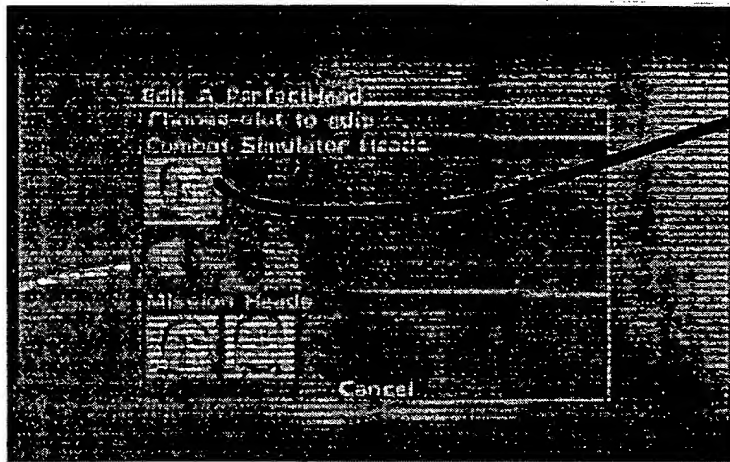 Edit A PerfectHead
Choose slot to edit
Combat Simulator Heads
Mission Heads
Cancel